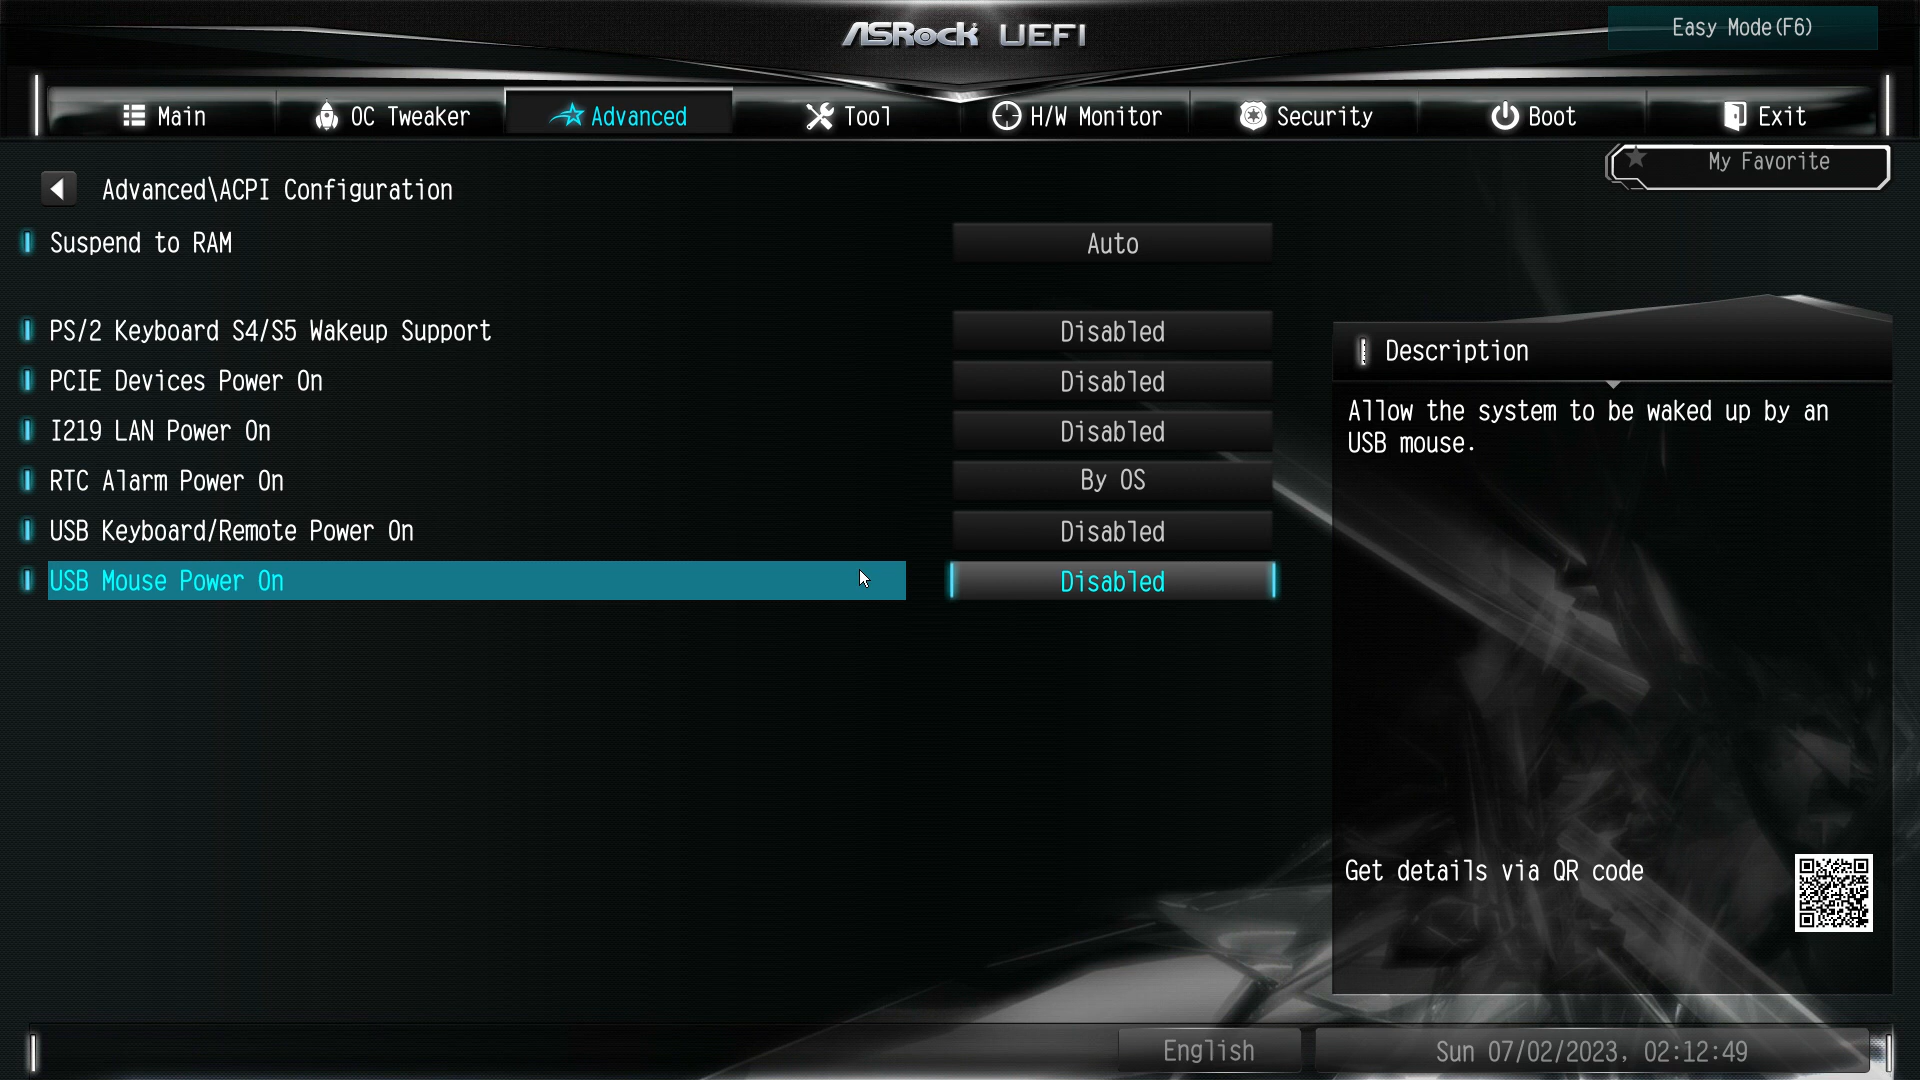 ASRock UEFI
Easy Mode(F6)
Main
OC Tweaker
Advanced
Tool
H/W Monitor
Security
Boot
Exit
My Favorite
Advanced\ACPI Configuration
Suspend to RAM Auto
PS/2 Keyboard S4/S5 Wakeup Support Disabled
PCIE Devices Power On Disabled
I219 LAN Power On Disabled
RTC Alarm Power On By OS
USB Keyboard/Remote Power On Disabled
USB Mouse Power On Disabled
Description
Allow the system to be waked up by an
USB mouse.
Get details via QR code
English
Sun 07/02/2023, 02:12:49